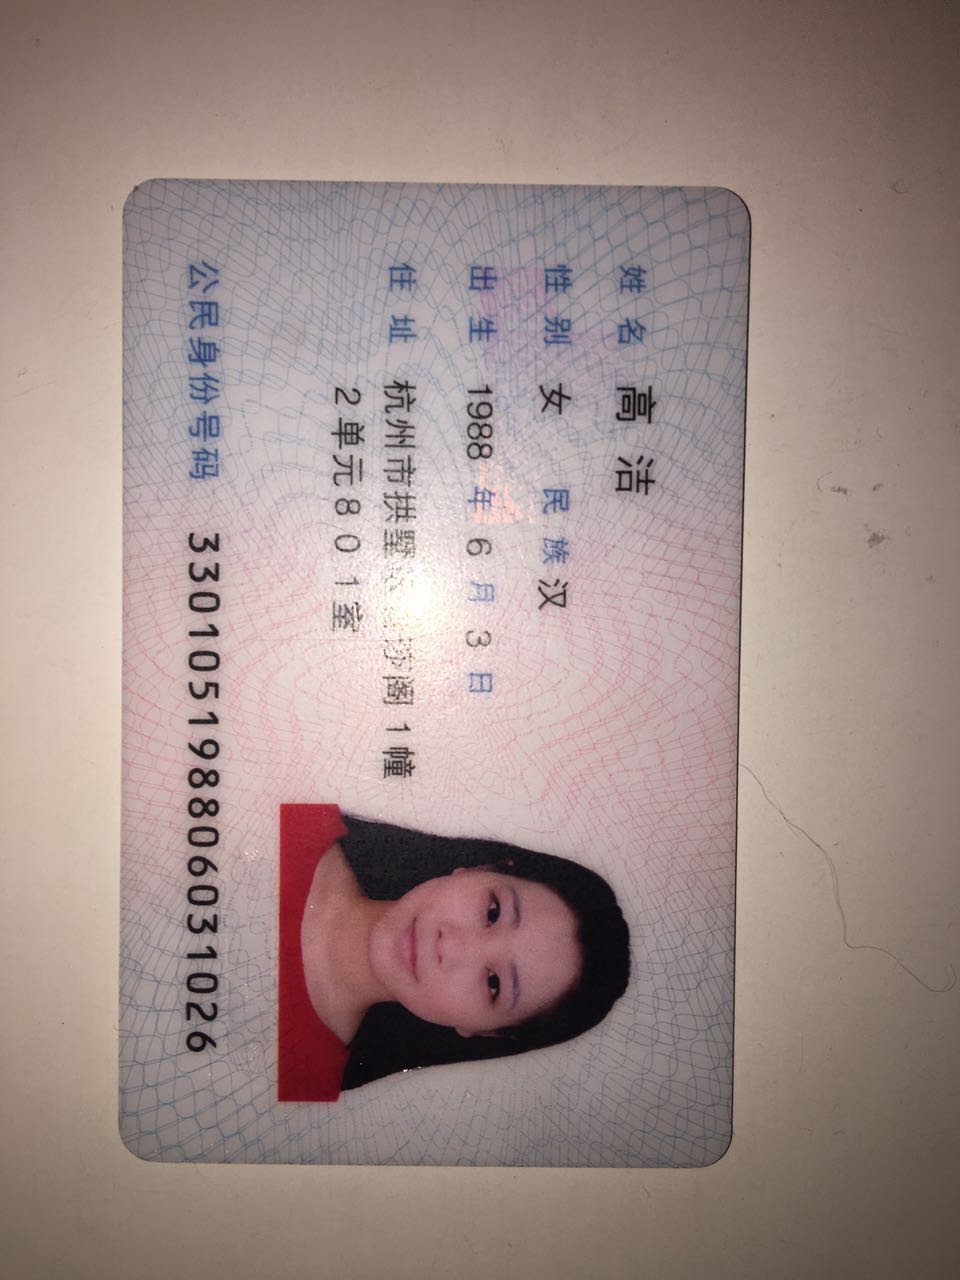 姓名 高洁
性别 女 民族 汉
出生 1988 年 6 月 3 日
住址 杭州市拱墅 莎阁1幢
2单元801室
公民身份号码 330105198806031026